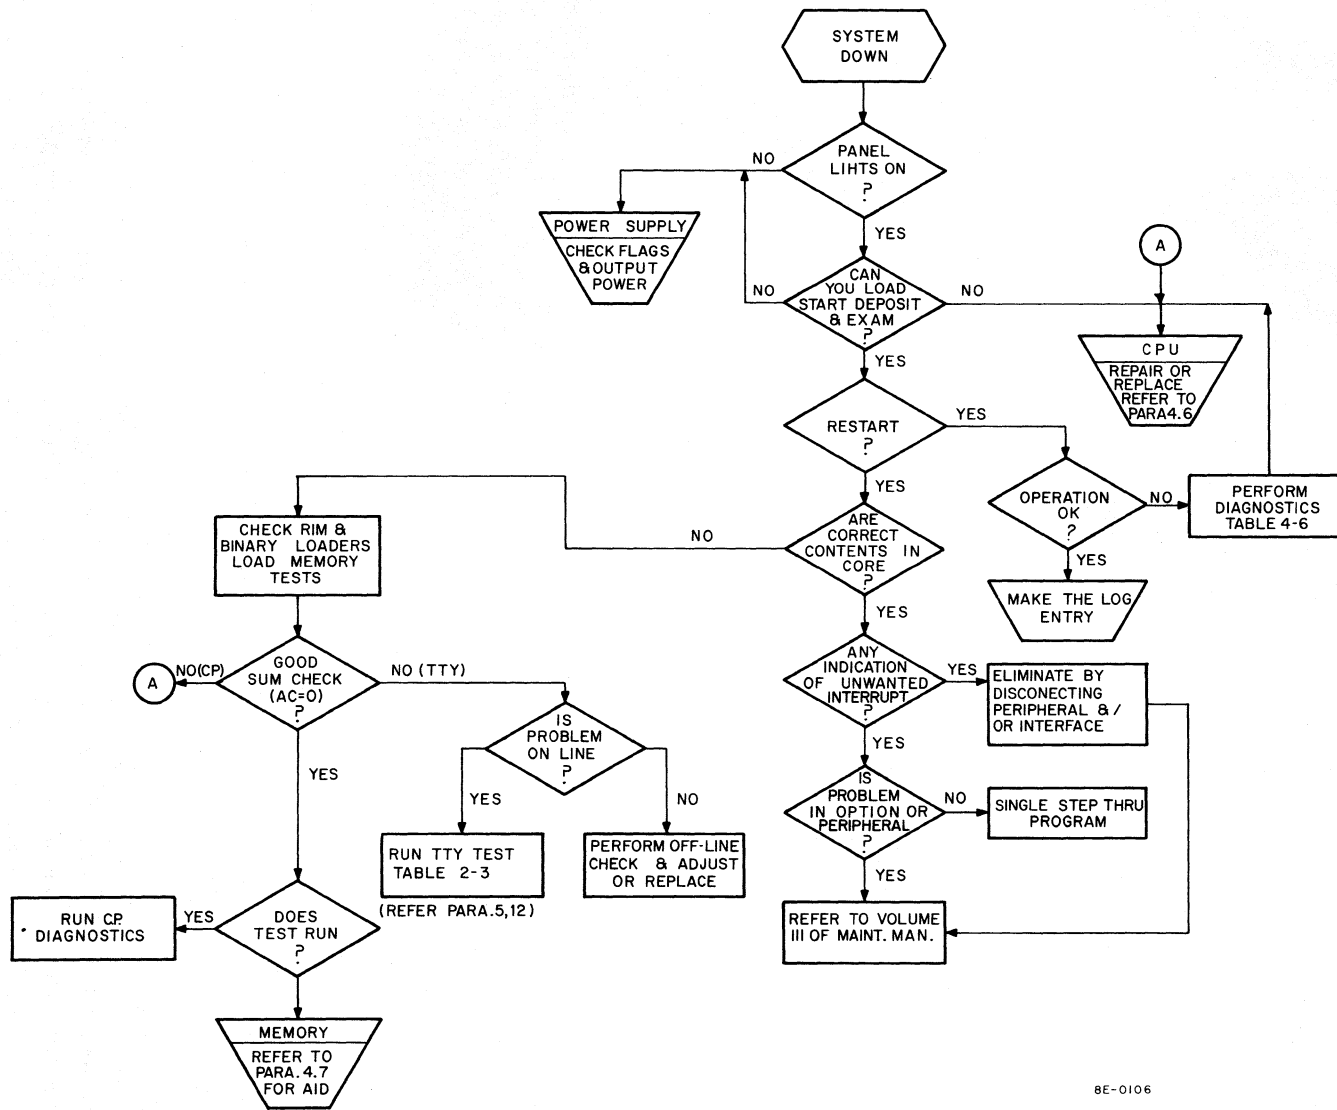 SYSTEM
DOWN
PANEL
LIHTS ON
?
NO
YES
POWER SUPPLY
CHECK FLAGS
& OUTPUT
POWER
CAN
YOU LOAD
START DEPOSIT
& EXAM
?
NO
NO
YES
A
CPU
REPAIR OR
REPLACE
REFER TO
PARA4.6
RESTART
?
YES
YES
OPERATION
OK
?
NO
YES
PERFORM
DIAGNOSTICS
TABLE 4-6
MAKE THE LOG
ENTRY
ARE
CORRECT
CONTENTS IN
CORE
?
NO
YES
CHECK RIM &
BINARY LOADERS
LOAD MEMORY
TESTS
GOOD
SUM CHECK
(AC=0)
?
NO(CP)
A
NO (TTY)
YES
IS
PROBLEM
ON LINE
?
YES
NO
RUN TTY TEST
TABLE 2-3
(REFER PARA.5,12)
PERFORM OFF-LINE
CHECK & ADJUST
OR REPLACE
ANY
INDICATION
OF UNWANTED
INTERRUPT
?
YES
YES
ELIMINATE BY
DISCONECTING
PERIPHERAL & /
OR INTERFACE
IS
PROBLEM
IN OPTION OR
PERIPHERAL
?
NO
YES
SINGLE STEP THRU
PROGRAM
REFER TO VOLUME
III OF MAINT. MAN.
DOES
TEST RUN
?
YES
RUN C.P.
DIAGNOSTICS
MEMORY
REFER TO
PARA. 4.7
FOR AID
8E-0106